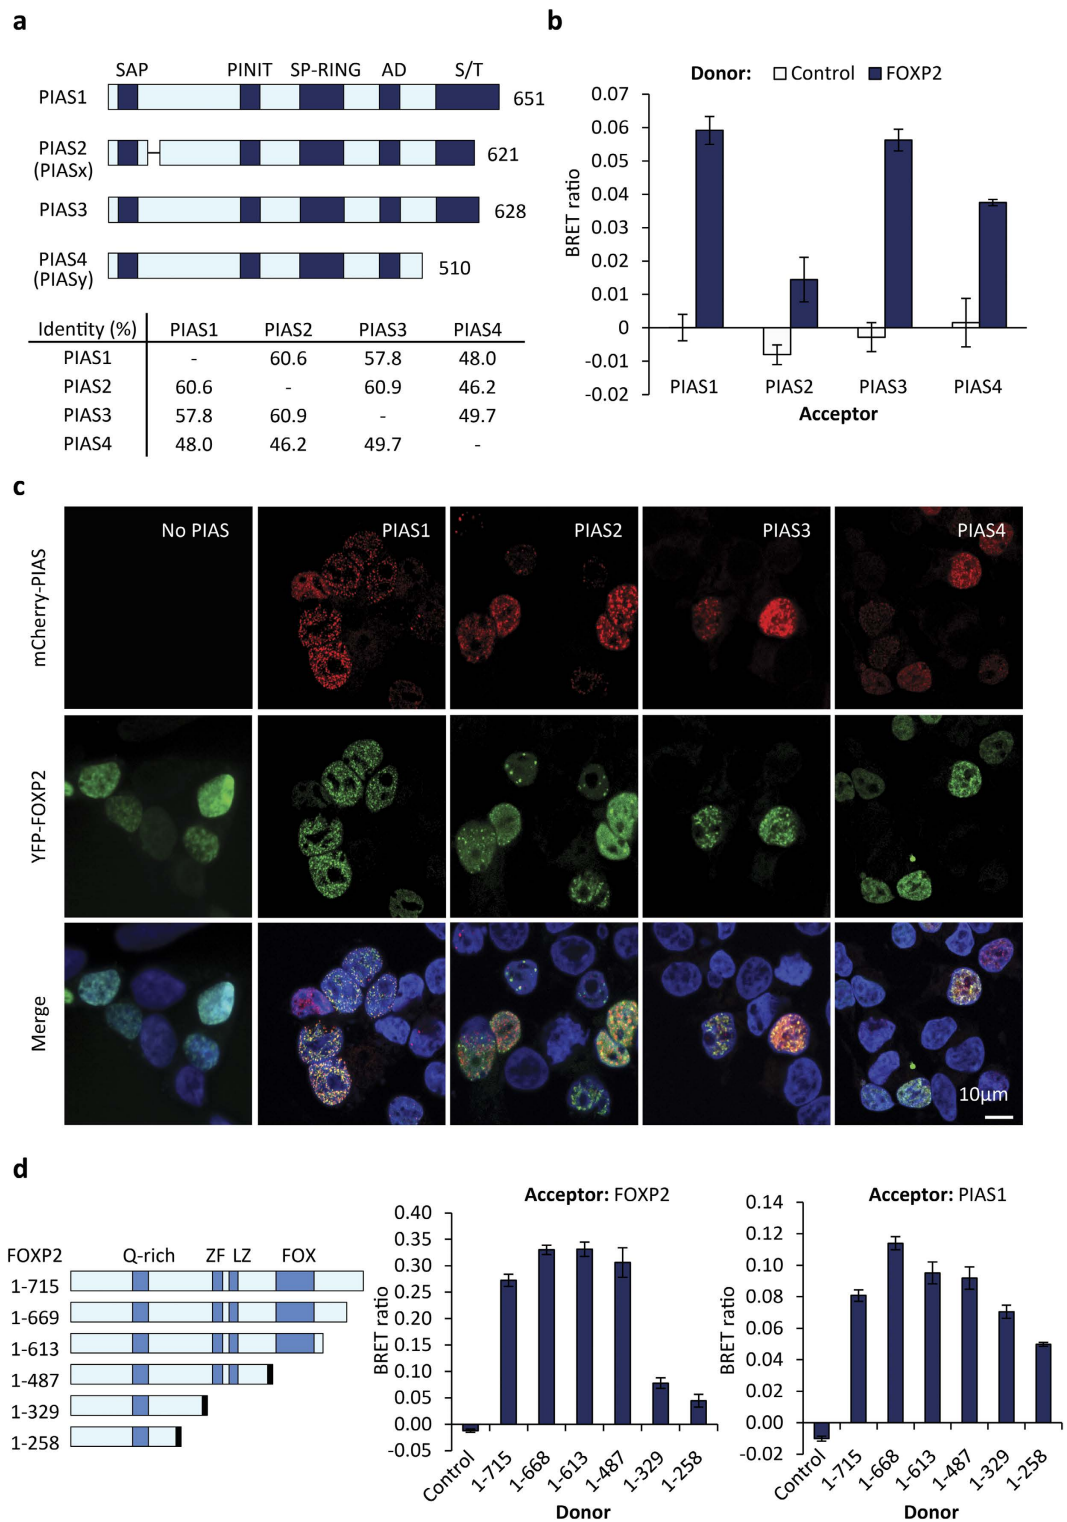 a
SAP PINIT SP-RING AD S/T
PIAS1 651
PIAS2
(PIASx) 621
PIAS3 628
PIAS4
(PIASy) 510
Identity (%) PIAS1 PIAS2 PIAS3 PIAS4
PIAS1 - 60.6 57.8 48.0
PIAS2 60.6 - 60.9 46.2
PIAS3 57.8 60.9 - 49.7
PIAS4 48.0 46.2 49.7 -
b
Donor: Control FOXP2
BRET ratio
0.07
0.06
0.05
0.04
0.03
0.02
0.01
0
-0.01
-0.02
PIAS1 PIAS2 PIAS3 PIAS4
Acceptor
c
No PIAS PIAS1 PIAS2 PIAS3 PIAS4
mCherry-PIAS
YFP-FOXP2
Merge
10μm
d
FOXP2 Q-rich ZF LZ FOX
1-715
1-669
1-613
1-487
1-329
1-258
Acceptor: FOXP2
BRET ratio
0.40
0.35
0.30
0.25
0.20
0.15
0.10
0.05
0.00
-0.05
Control 1-715 1-668 1-613 1-487 1-329 1-258
Donor
Acceptor: PIAS1
BRET ratio
0.14
0.12
0.10
0.08
0.06
0.04
0.02
0.00
-0.02
Control 1-715 1-668 1-613 1-487 1-329 1-258
Donor